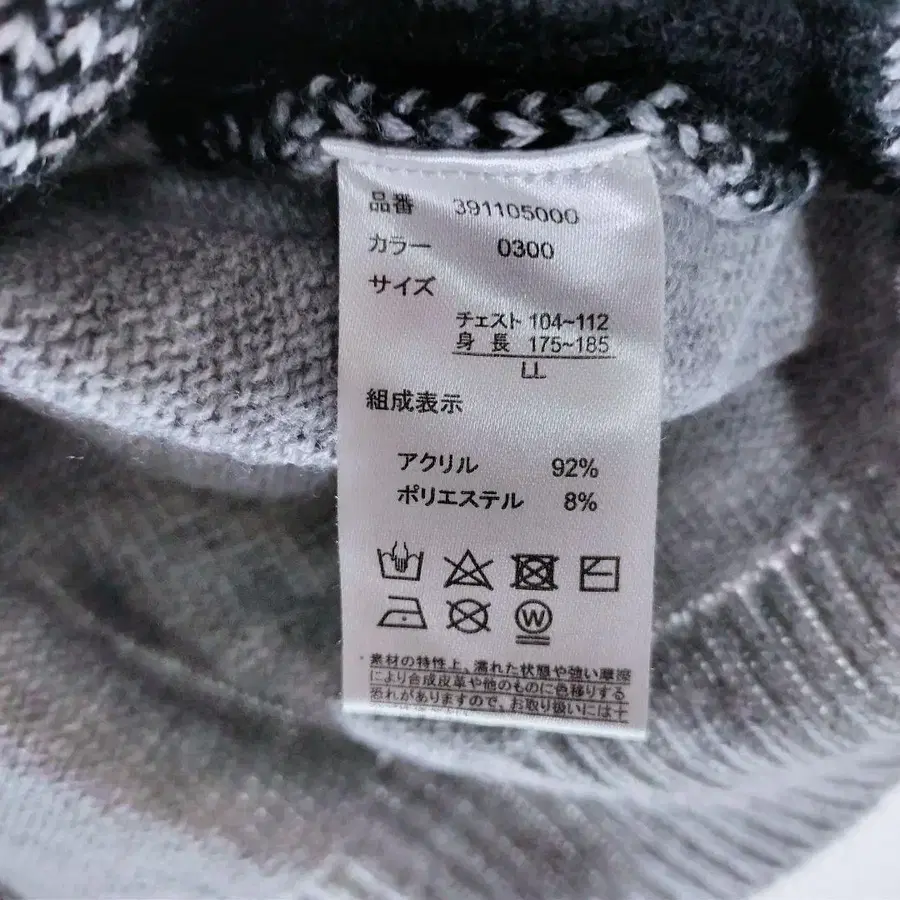 品番 391105000
カラー 0300
サイズ
チェスト 104~112
身長 175~185
LL
組成表示
アクリル 92%
ポリエステル 8%
W
素材の特性上、濡れた状態や強い摩擦
により合成皮革や他のものに色移りする
恐れがありますので、お取り扱いには十